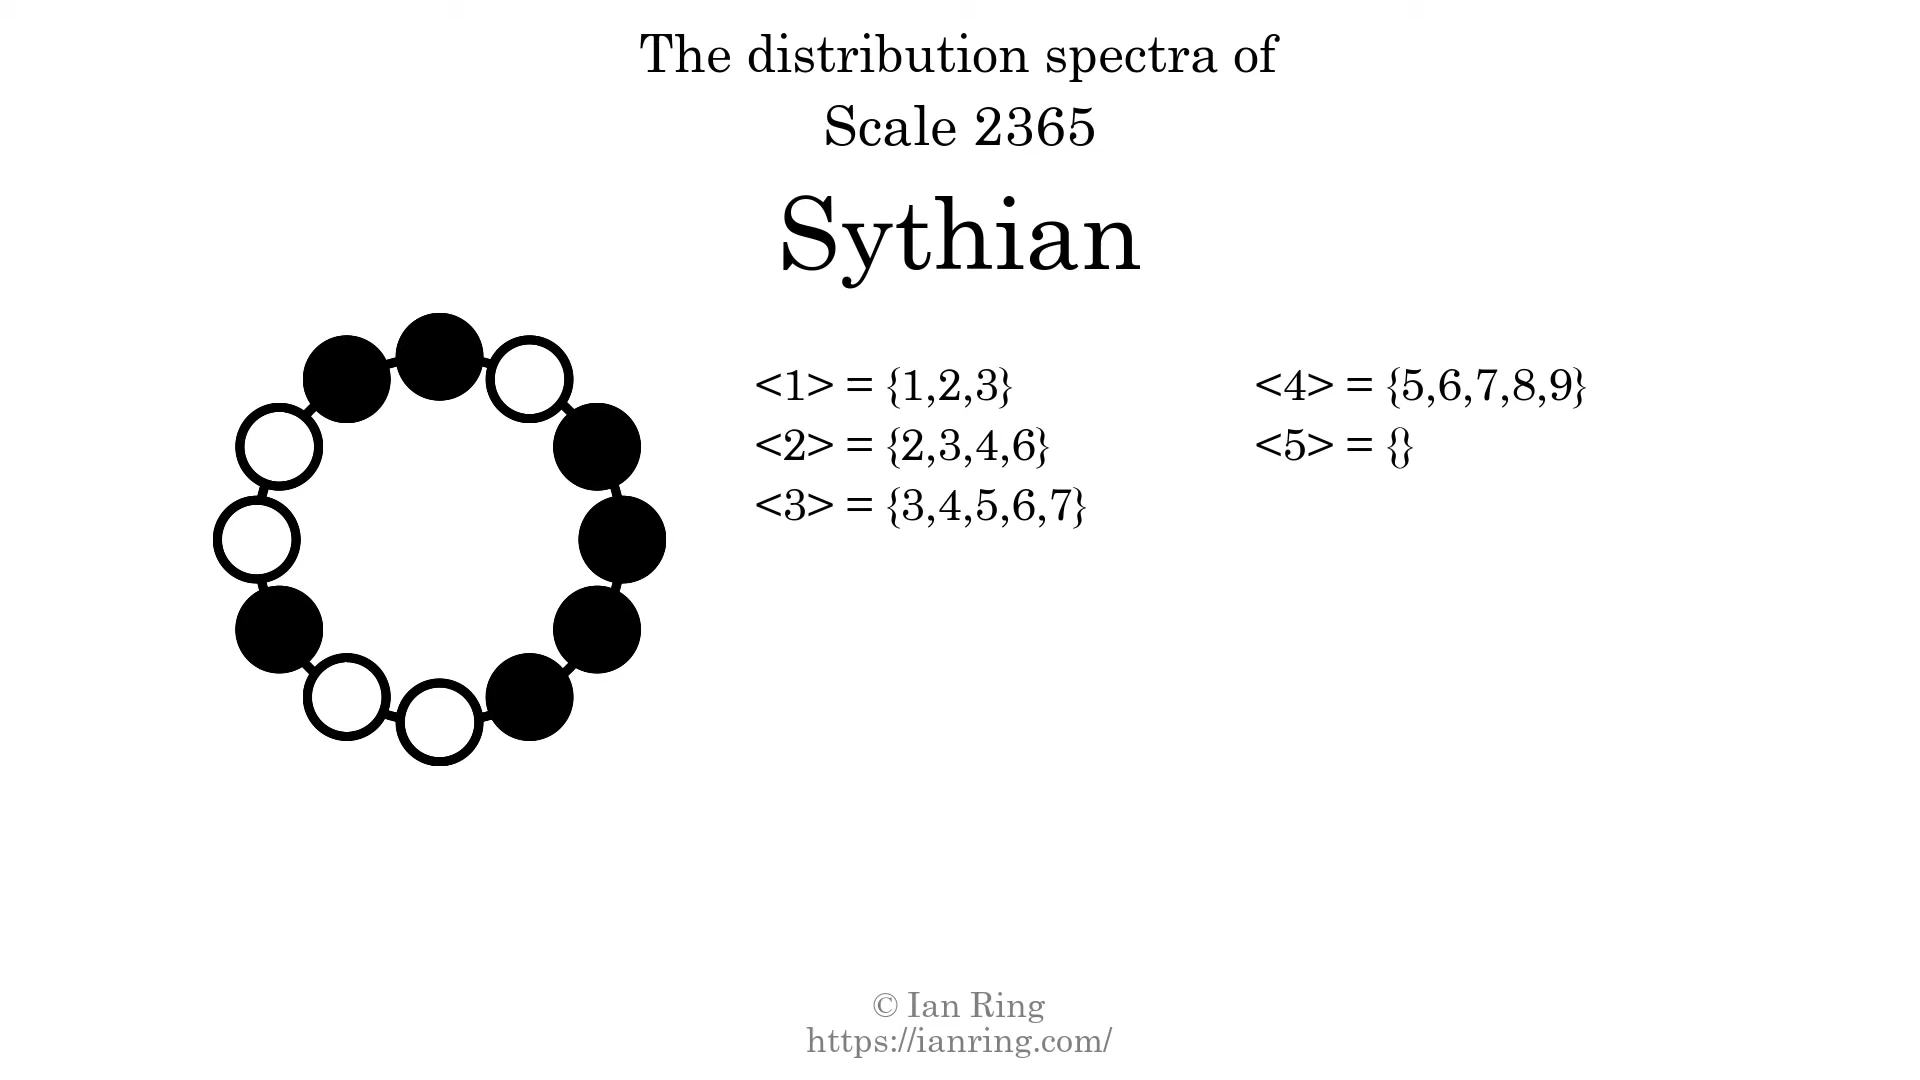 The distribution spectra of
Scale 2365
Sythian
<1> = {1,2,3}
<2> = {2,3,4,6}
<3> = {3,4,5,6,7}
<4> = {5,6,7,8,9}
<5> = {}
© Ian Ring
https://ianring.com/